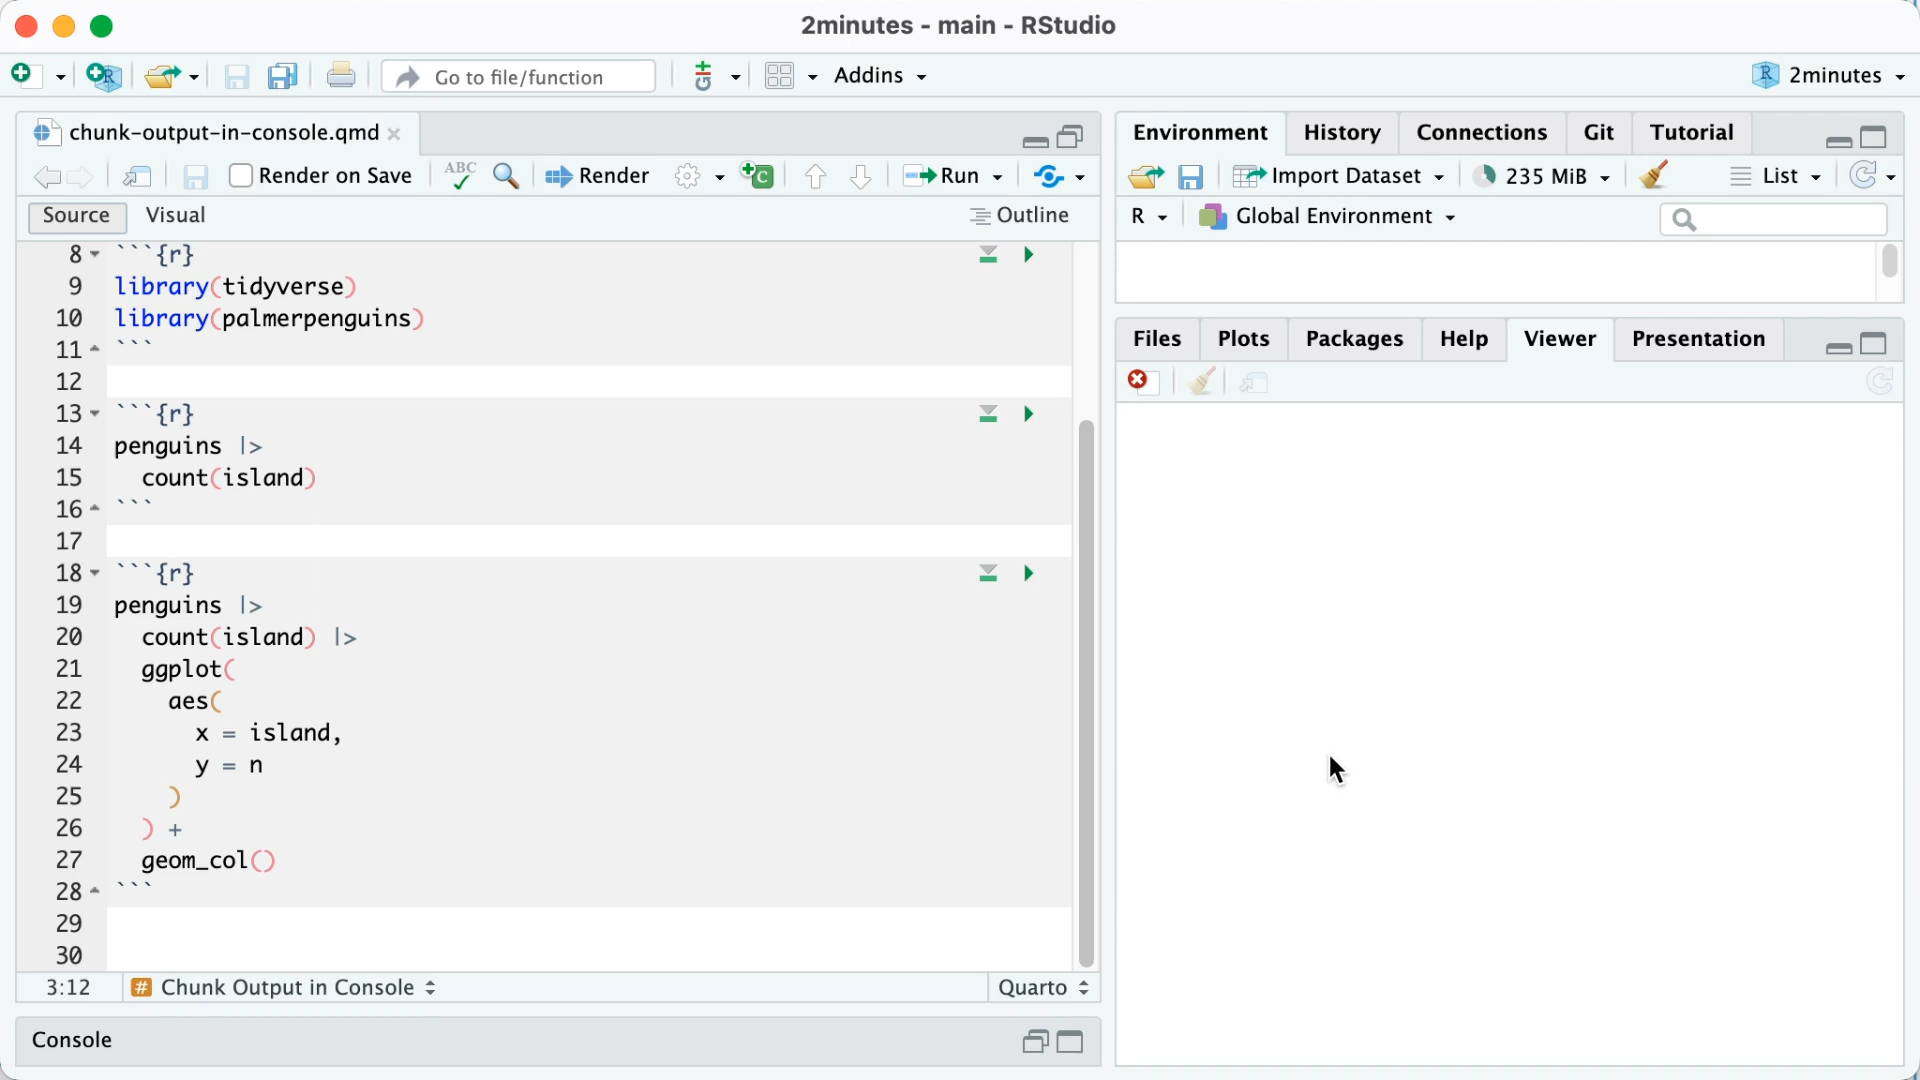 2minutes - main - RStudio
Go to file/function
Addins
2minutes
chunk-output-in-console.qmd
Render on Save
ABC
Render
Run
Source
Visual
Outline
8 ```{r}
9 library(tidyverse)
10 library(palmerpenguins)
11 ```
12
13 ```{r}
14 penguins |>
15   count(island)
16 ```
17
18 ```{r}
19 penguins |>
20   count(island) |>
21   ggplot(
22     aes(
23       x = island,
24       y = n
25     )
26   ) +
27   geom_col()
28 ```
29
30
3:12
# Chunk Output in Console
Quarto
Console
Environment History Connections Git Tutorial
Import Dataset
235 MiB
List
R
Global Environment
Files Plots Packages Help Viewer Presentation